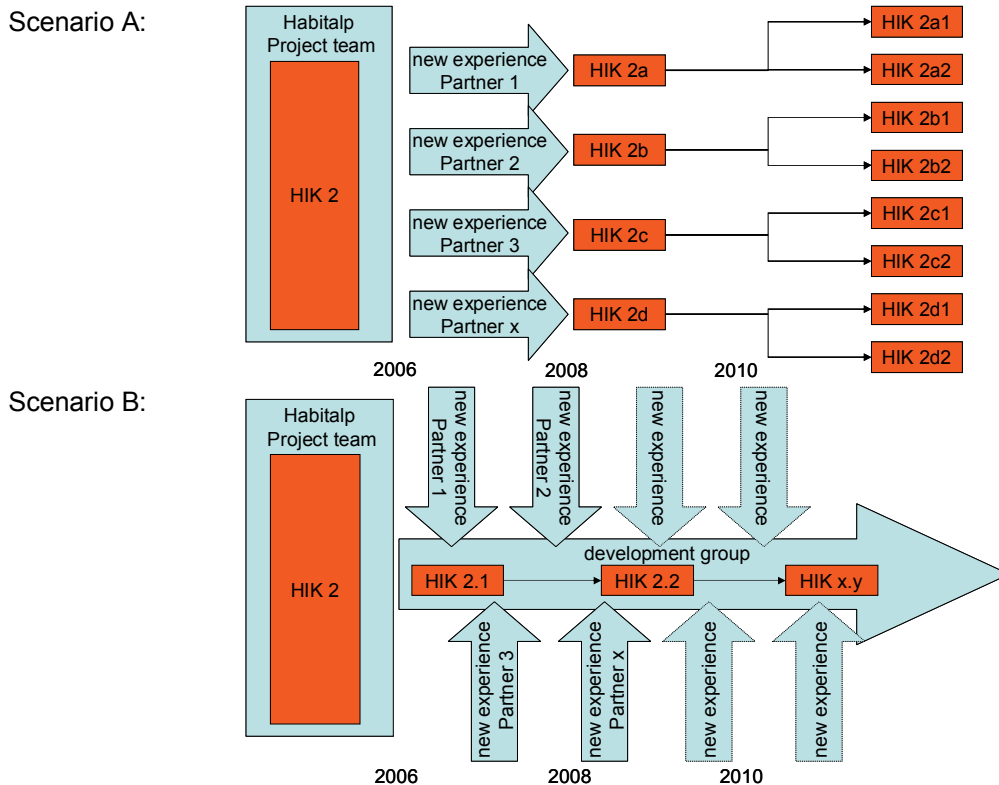 Scenario A:
Habitalp
Project team
HIK 2
new experience
Partner 1
new experience
Partner 2
new experience
Partner 3
new experience
Partner x
HIK 2a
HIK 2b
HIK 2c
HIK 2d
HIK 2a1
HIK 2a2
HIK 2b1
HIK 2b2
HIK 2c1
HIK 2c2
HIK 2d1
HIK 2d2
2006
2008
2010
Scenario B:
Habitalp
Project team
HIK 2
new experience
Partner 1
new experience
Partner 2
new experience
new experience
development group
HIK 2.1
HIK 2.2
HIK x.y
new experience
Partner 3
new experience
Partner x
new experience
new experience
2006
2008
2010